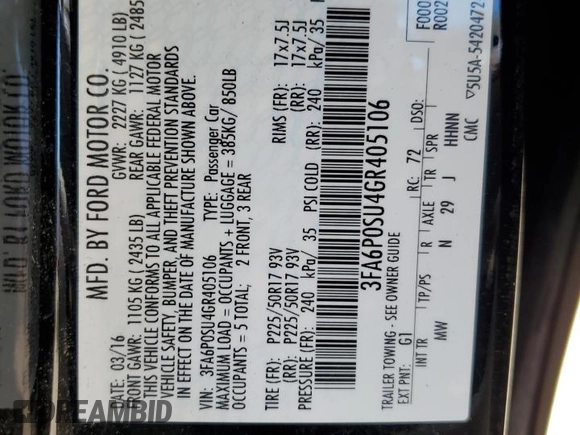 MFD. BY FORD MOTOR CO.
DATE: 03/16 GVWR: 2227 KG ( 4910 LB)
FRONT GAWR: 1105 KG ( 2435 LB) REAR GAWR: 1127 KG ( 2485
THIS VEHICLE CONFORMS TO ALL APPLICABLE FEDERAL MOTOR
VEHICLE SAFETY, BUMPER, AND THEFT PREVENTION STANDARDS
IN EFFECT ON THE DATE OF MANUFACTURE SHOWN ABOVE.
VIN: 3FA6P0SU4GR405106 TYPE: Passenger Car
MAXIMUM LOAD = OCCUPANTS + LUGGAGE = 385KG/ 850LB
OCCUPANTS = 5 TOTAL; 2 FRONT, 3 REAR
TIRE (FR): P225/50R17 93V RIMS (FR): 17x7.5J
(RR): P225/50R17 93V (RR): 17x7.5J
PRESSURE (FR): 240 kPa/ 35 PSI COLD (RR): 240 kPa/ 35
3FA6P0SU4GR405106
TRAILER TOWING - SEE OWNER GUIDE
EXT PNT: G1 RC: 72 DSO: F000
R002
INT TR TP/PS R AXLE TR SPR
MW N 29 J HHNN
CMC ▽5U5A-5420472-
DREAMBID